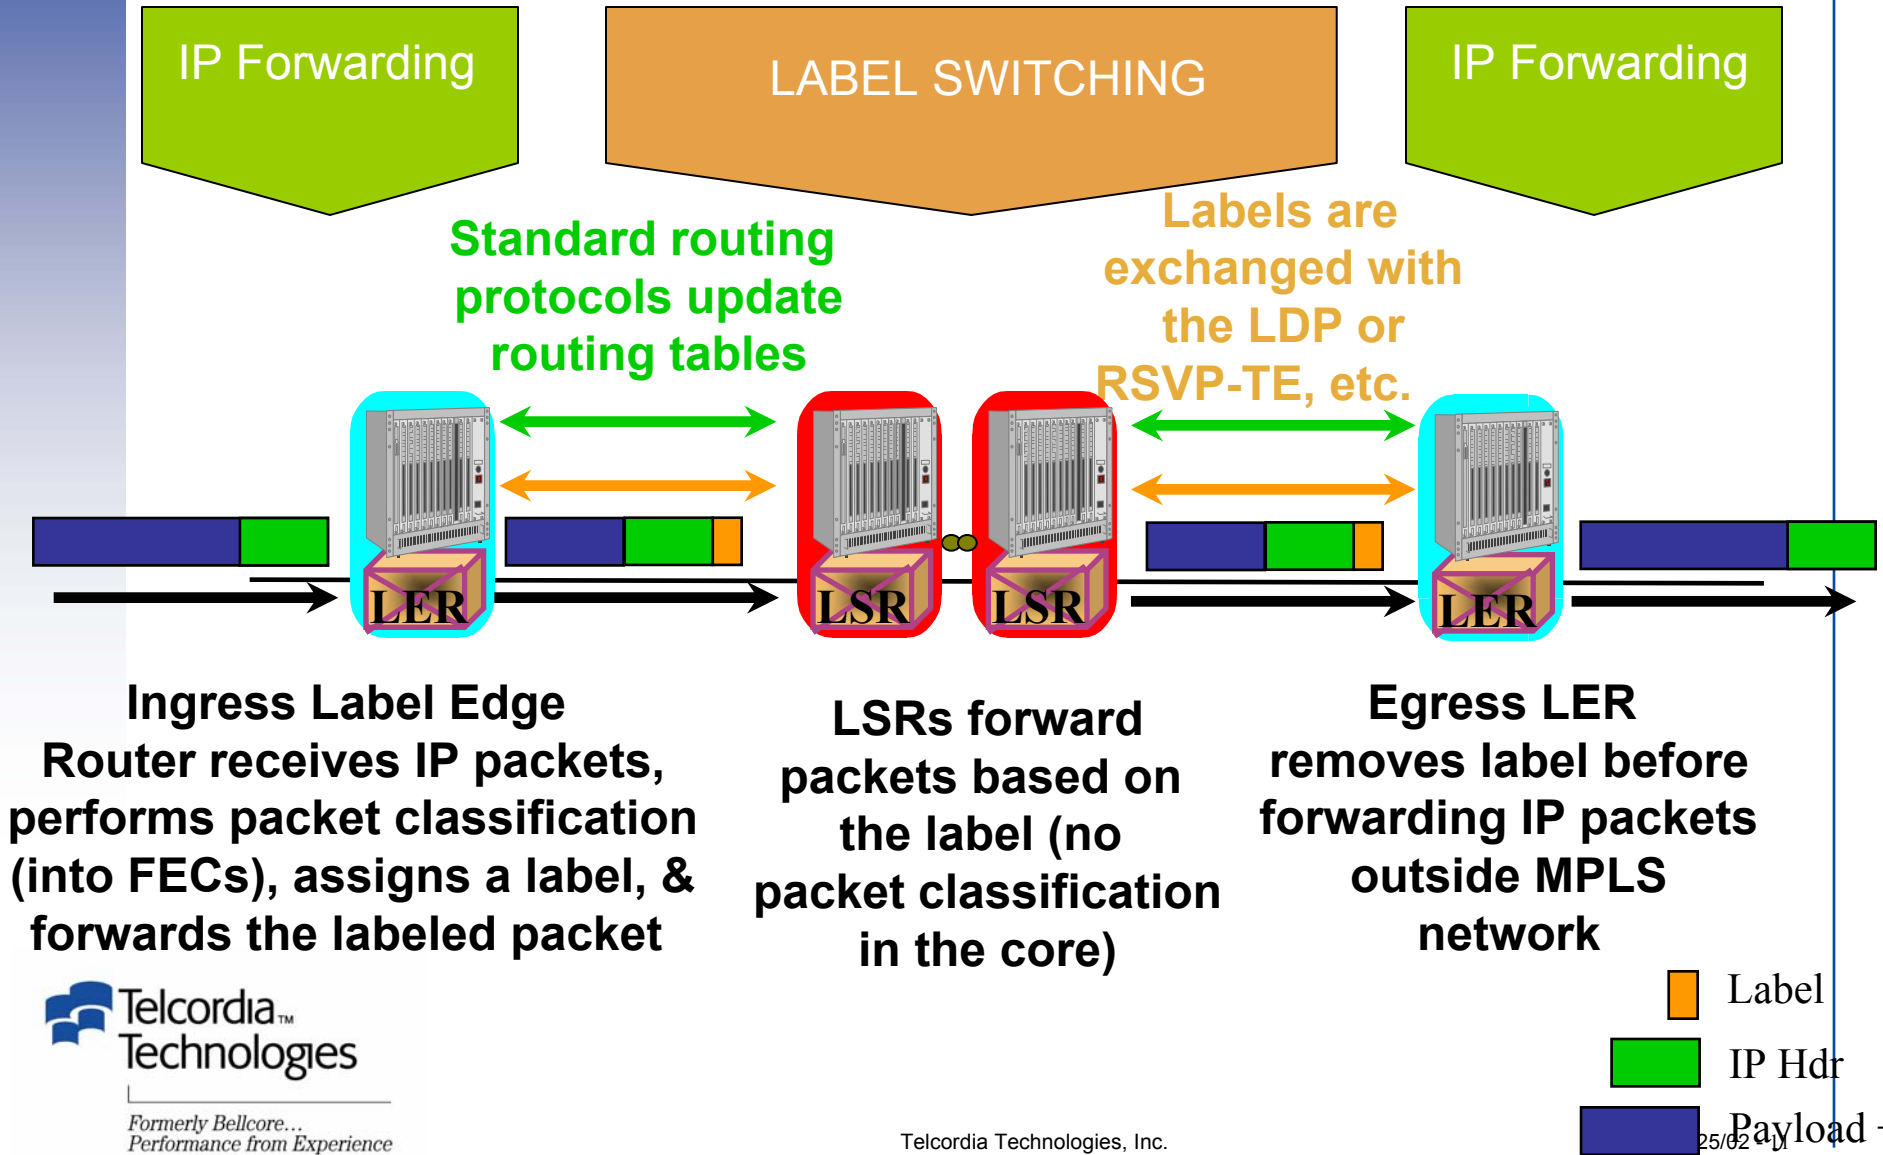 IP Forwarding
LABEL SWITCHING
IP Forwarding
Standard routing
protocols update
routing tables
Labels are
exchanged with
the LDP or
RSVP-TE, etc.
LER
LSR
LSR
LER
Ingress Label Edge
Router receives IP packets,
performs packet classification
(into FECs), assigns a label, &
forwards the labeled packet
LSRs forward
packets based on
the label (no
packet classification
in the core)
Egress LER
removes label before
forwarding IP packets
outside MPLS
network
Label
IP Hdr
Payload
Telcordia™
Technologies
Formerly Bellcore...
Performance from Experience
Telcordia Technologies, Inc.
25/02 - 11